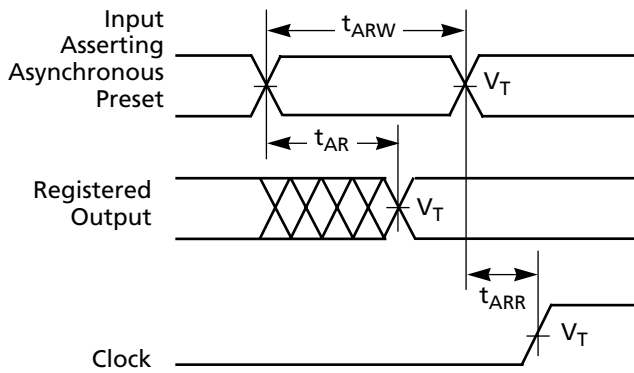 Input
Asserting
Asynchronous
Preset
tARW
VT
tAR
Registered
Output
VT
tARR
VT
Clock